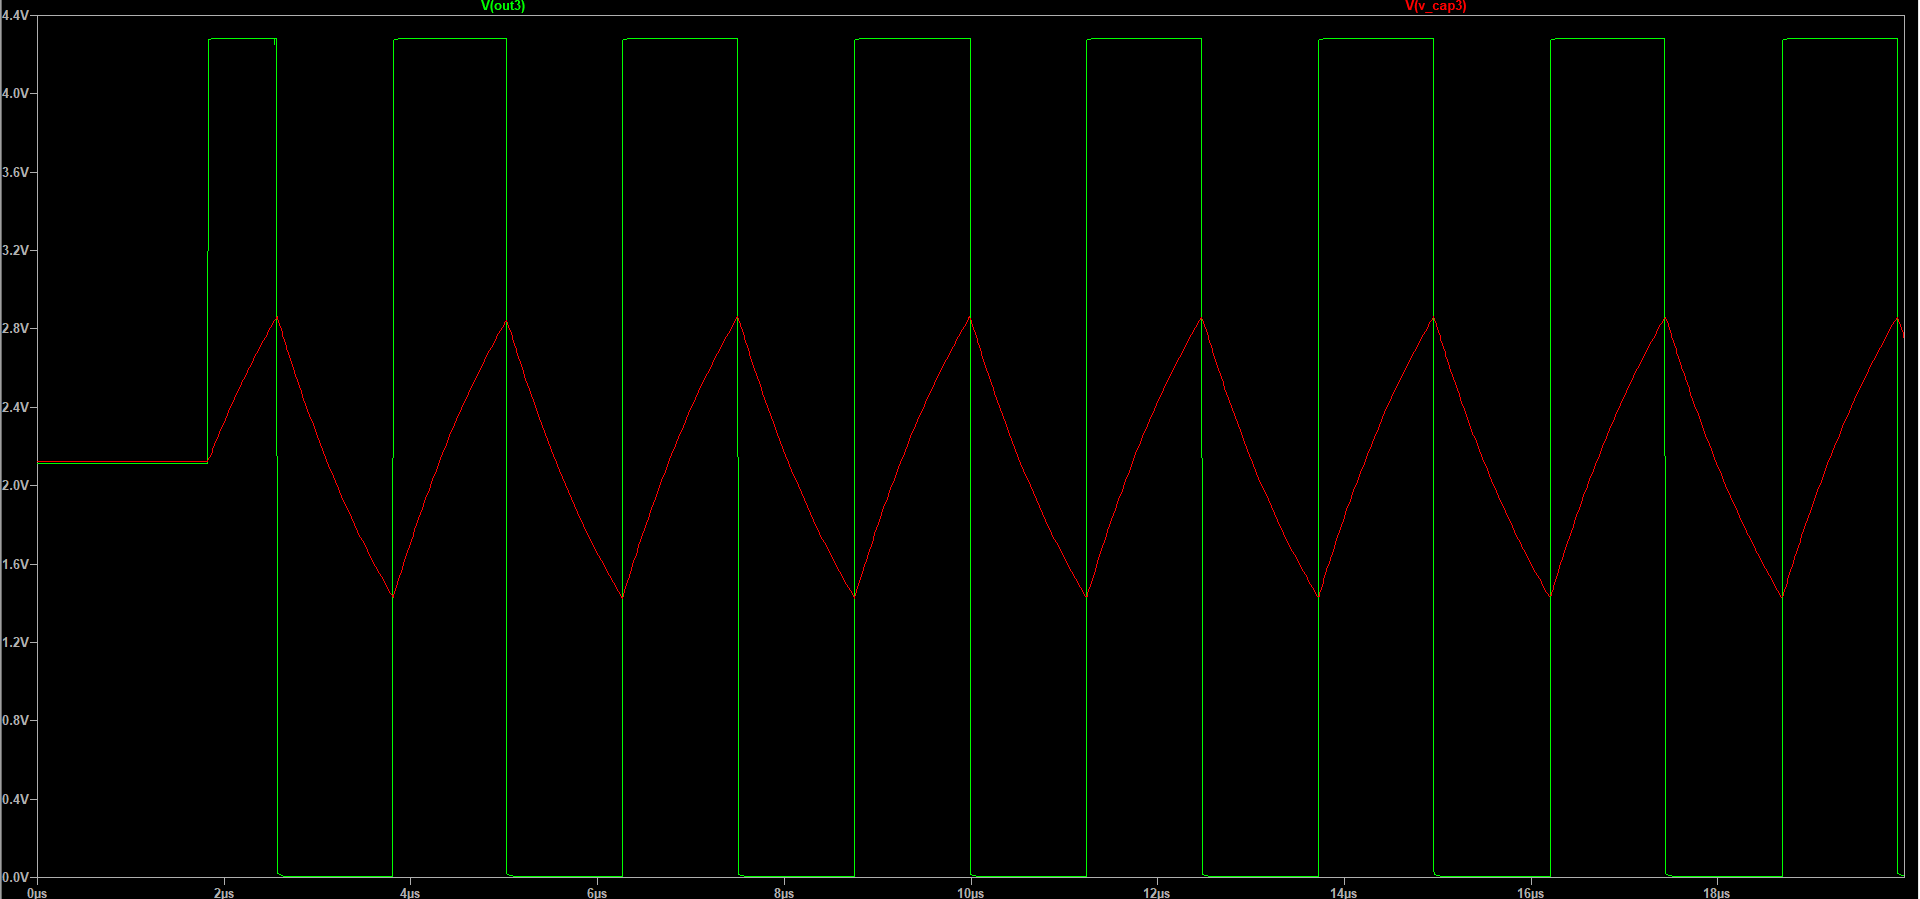 V(out3) V(v_cap3)
4.4V
4.0V
3.6V
3.2V
2.8V
2.4V
2.0V
1.6V
1.2V
0.8V
0.4V
0.0V
0µs 2µs 4µs 6µs 8µs 10µs 12µs 14µs 16µs 18µs